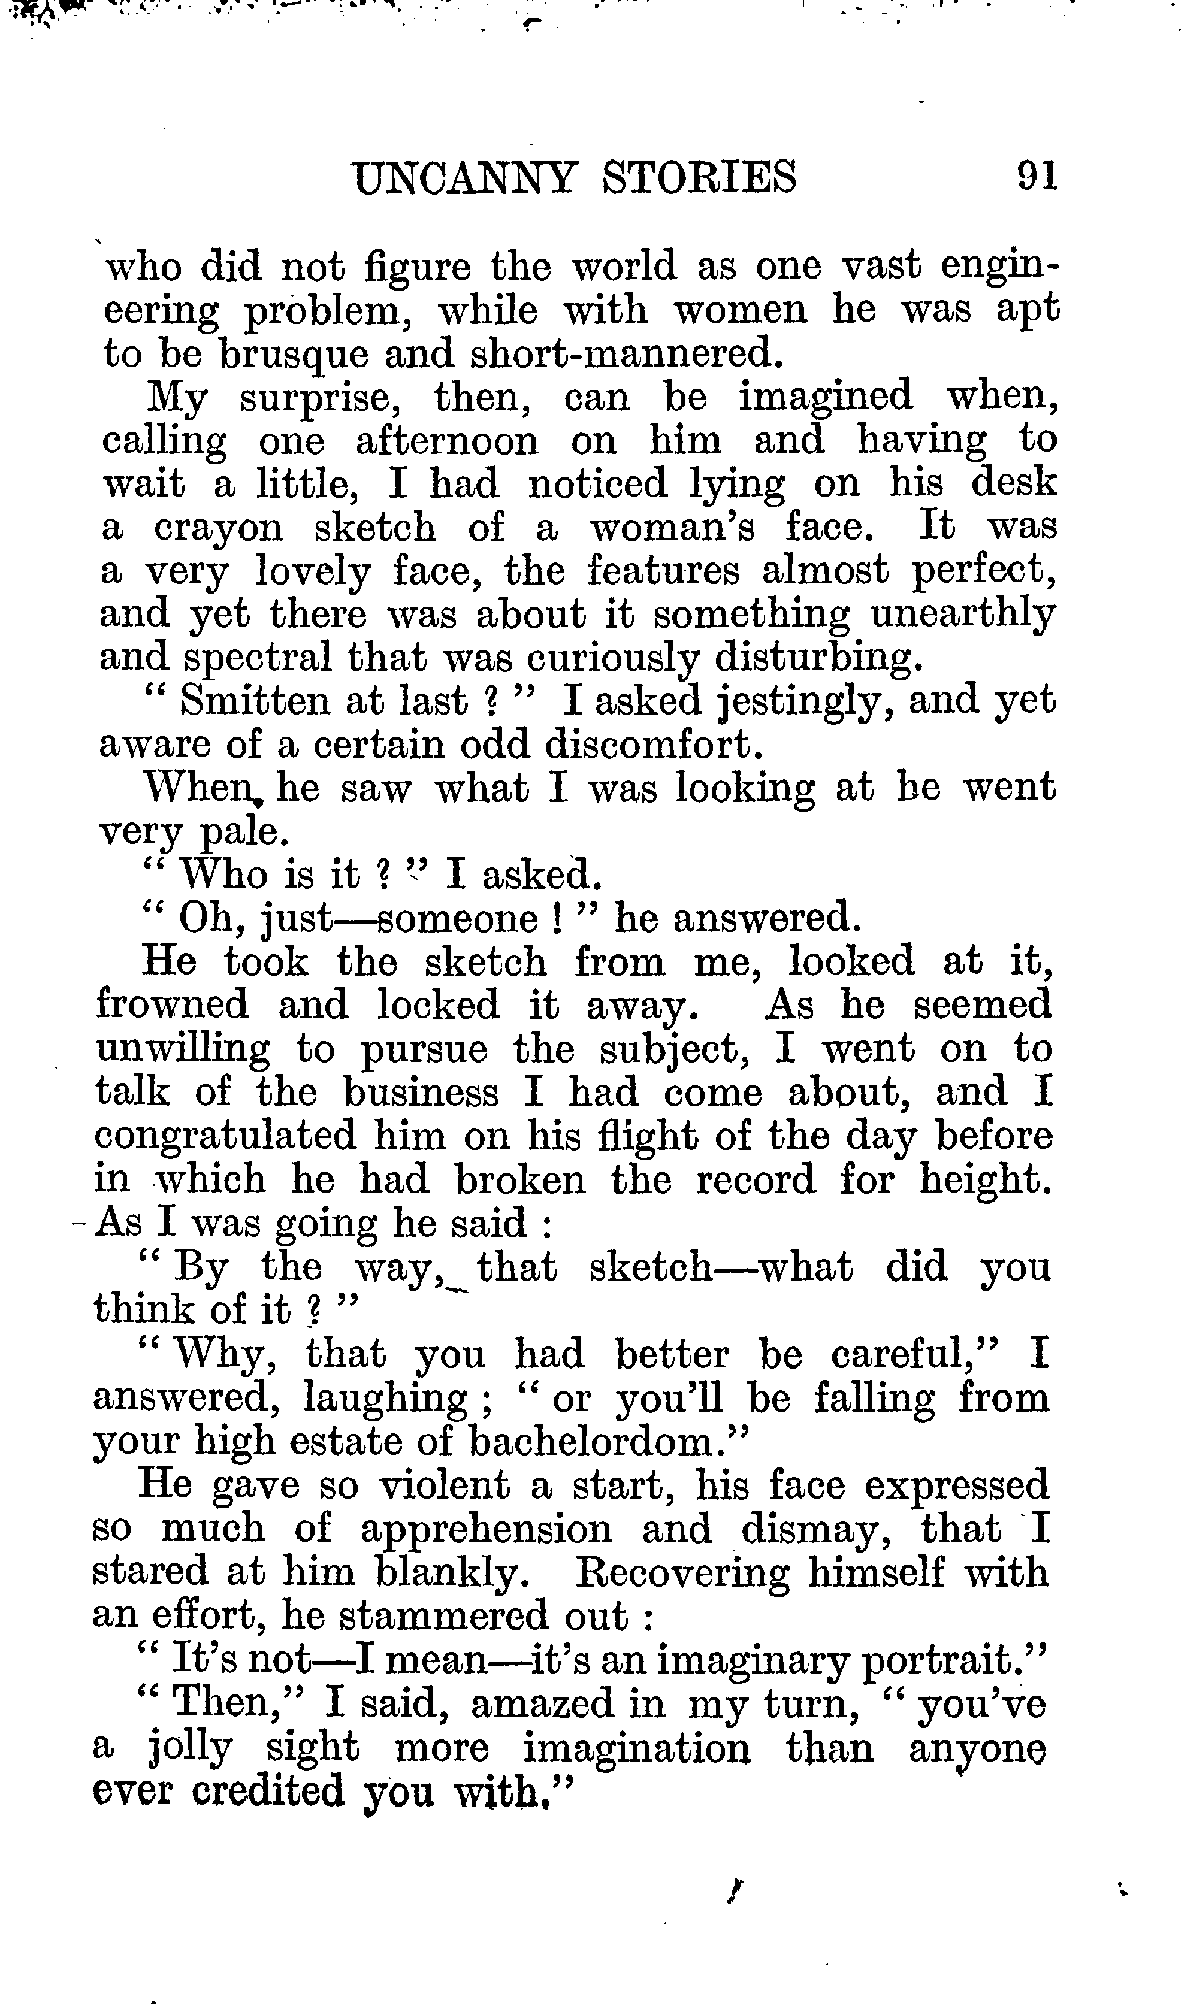 UNCANNY STORIES 91
who did not figure the world as one vast engin-
eering problem, while with women he was apt
to be brusque and short-mannered.
My surprise, then, can be imagined when,
calling one afternoon on him and having to
wait a little, I had noticed lying on his desk
a crayon sketch of a woman's face. It was
a very lovely face, the features almost perfect,
and yet there was about it something unearthly
and spectral that was curiously disturbing.
“ Smitten at last ? ” I asked jestingly, and yet
aware of a certain odd discomfort.
When he saw what I was looking at he went
very pale.
“ Who is it ? ” I asked.
“ Oh, just—someone ! ” he answered.
He took the sketch from me, looked at it,
frowned and locked it away. As he seemed
unwilling to pursue the subject, I went on to
talk of the business I had come about, and I
congratulated him on his flight of the day before
in which he had broken the record for height.
As I was going he said :
“ By the way, that sketch—what did you
think of it ? ”
“ Why, that you had better be careful,” I
answered, laughing ; “ or you'll be falling from
your high estate of bachelordom.”
He gave so violent a start, his face expressed
so much of apprehension and dismay, that I
stared at him blankly. Recovering himself with
an effort, he stammered out :
“ It's not—I mean—it's an imaginary portrait.”
“ Then,” I said, amazed in my turn, “ you've
a jolly sight more imagination than anyone
ever credited you with.”